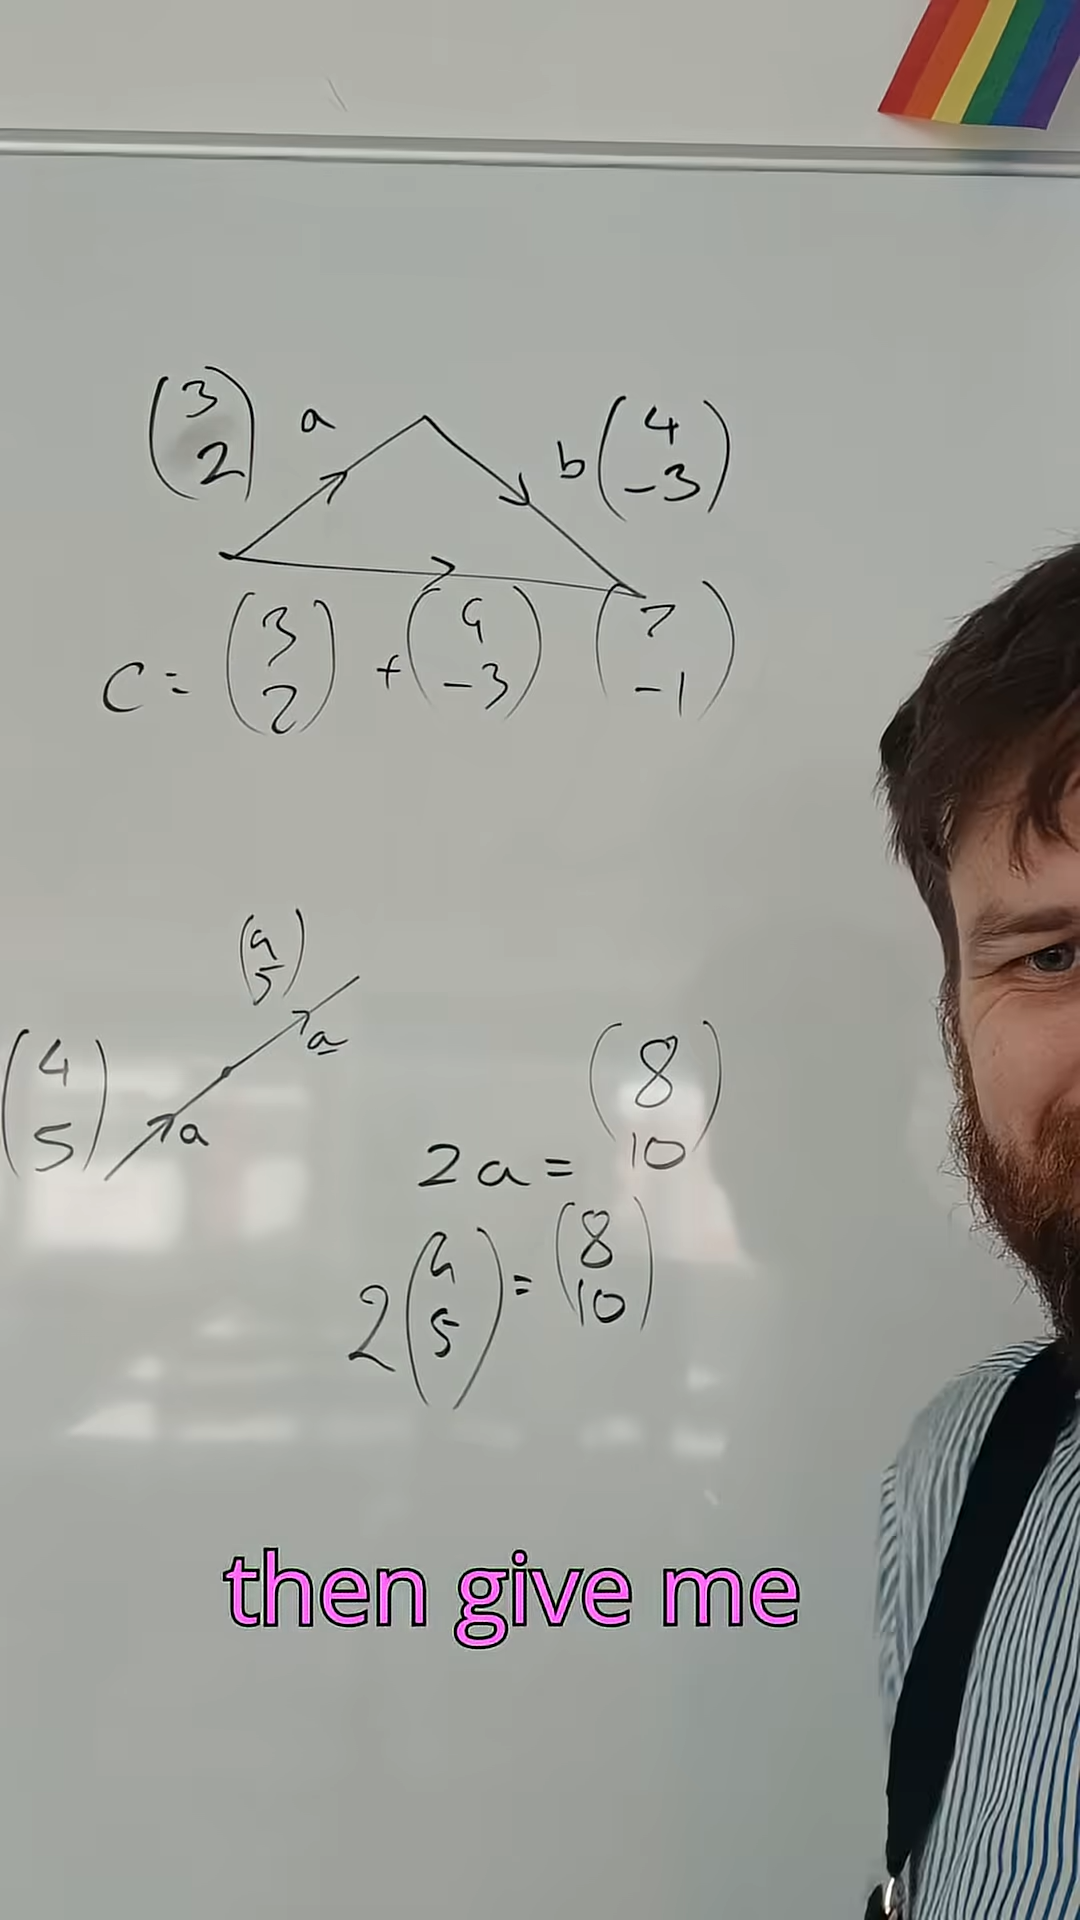 (3 2) a
b (4 -3)
c = (3 2) + (4 -3) (7 -1)
(4 5)
(4 5) a a
2a = (8 10)
2(4 5) = (8 10)
then give me